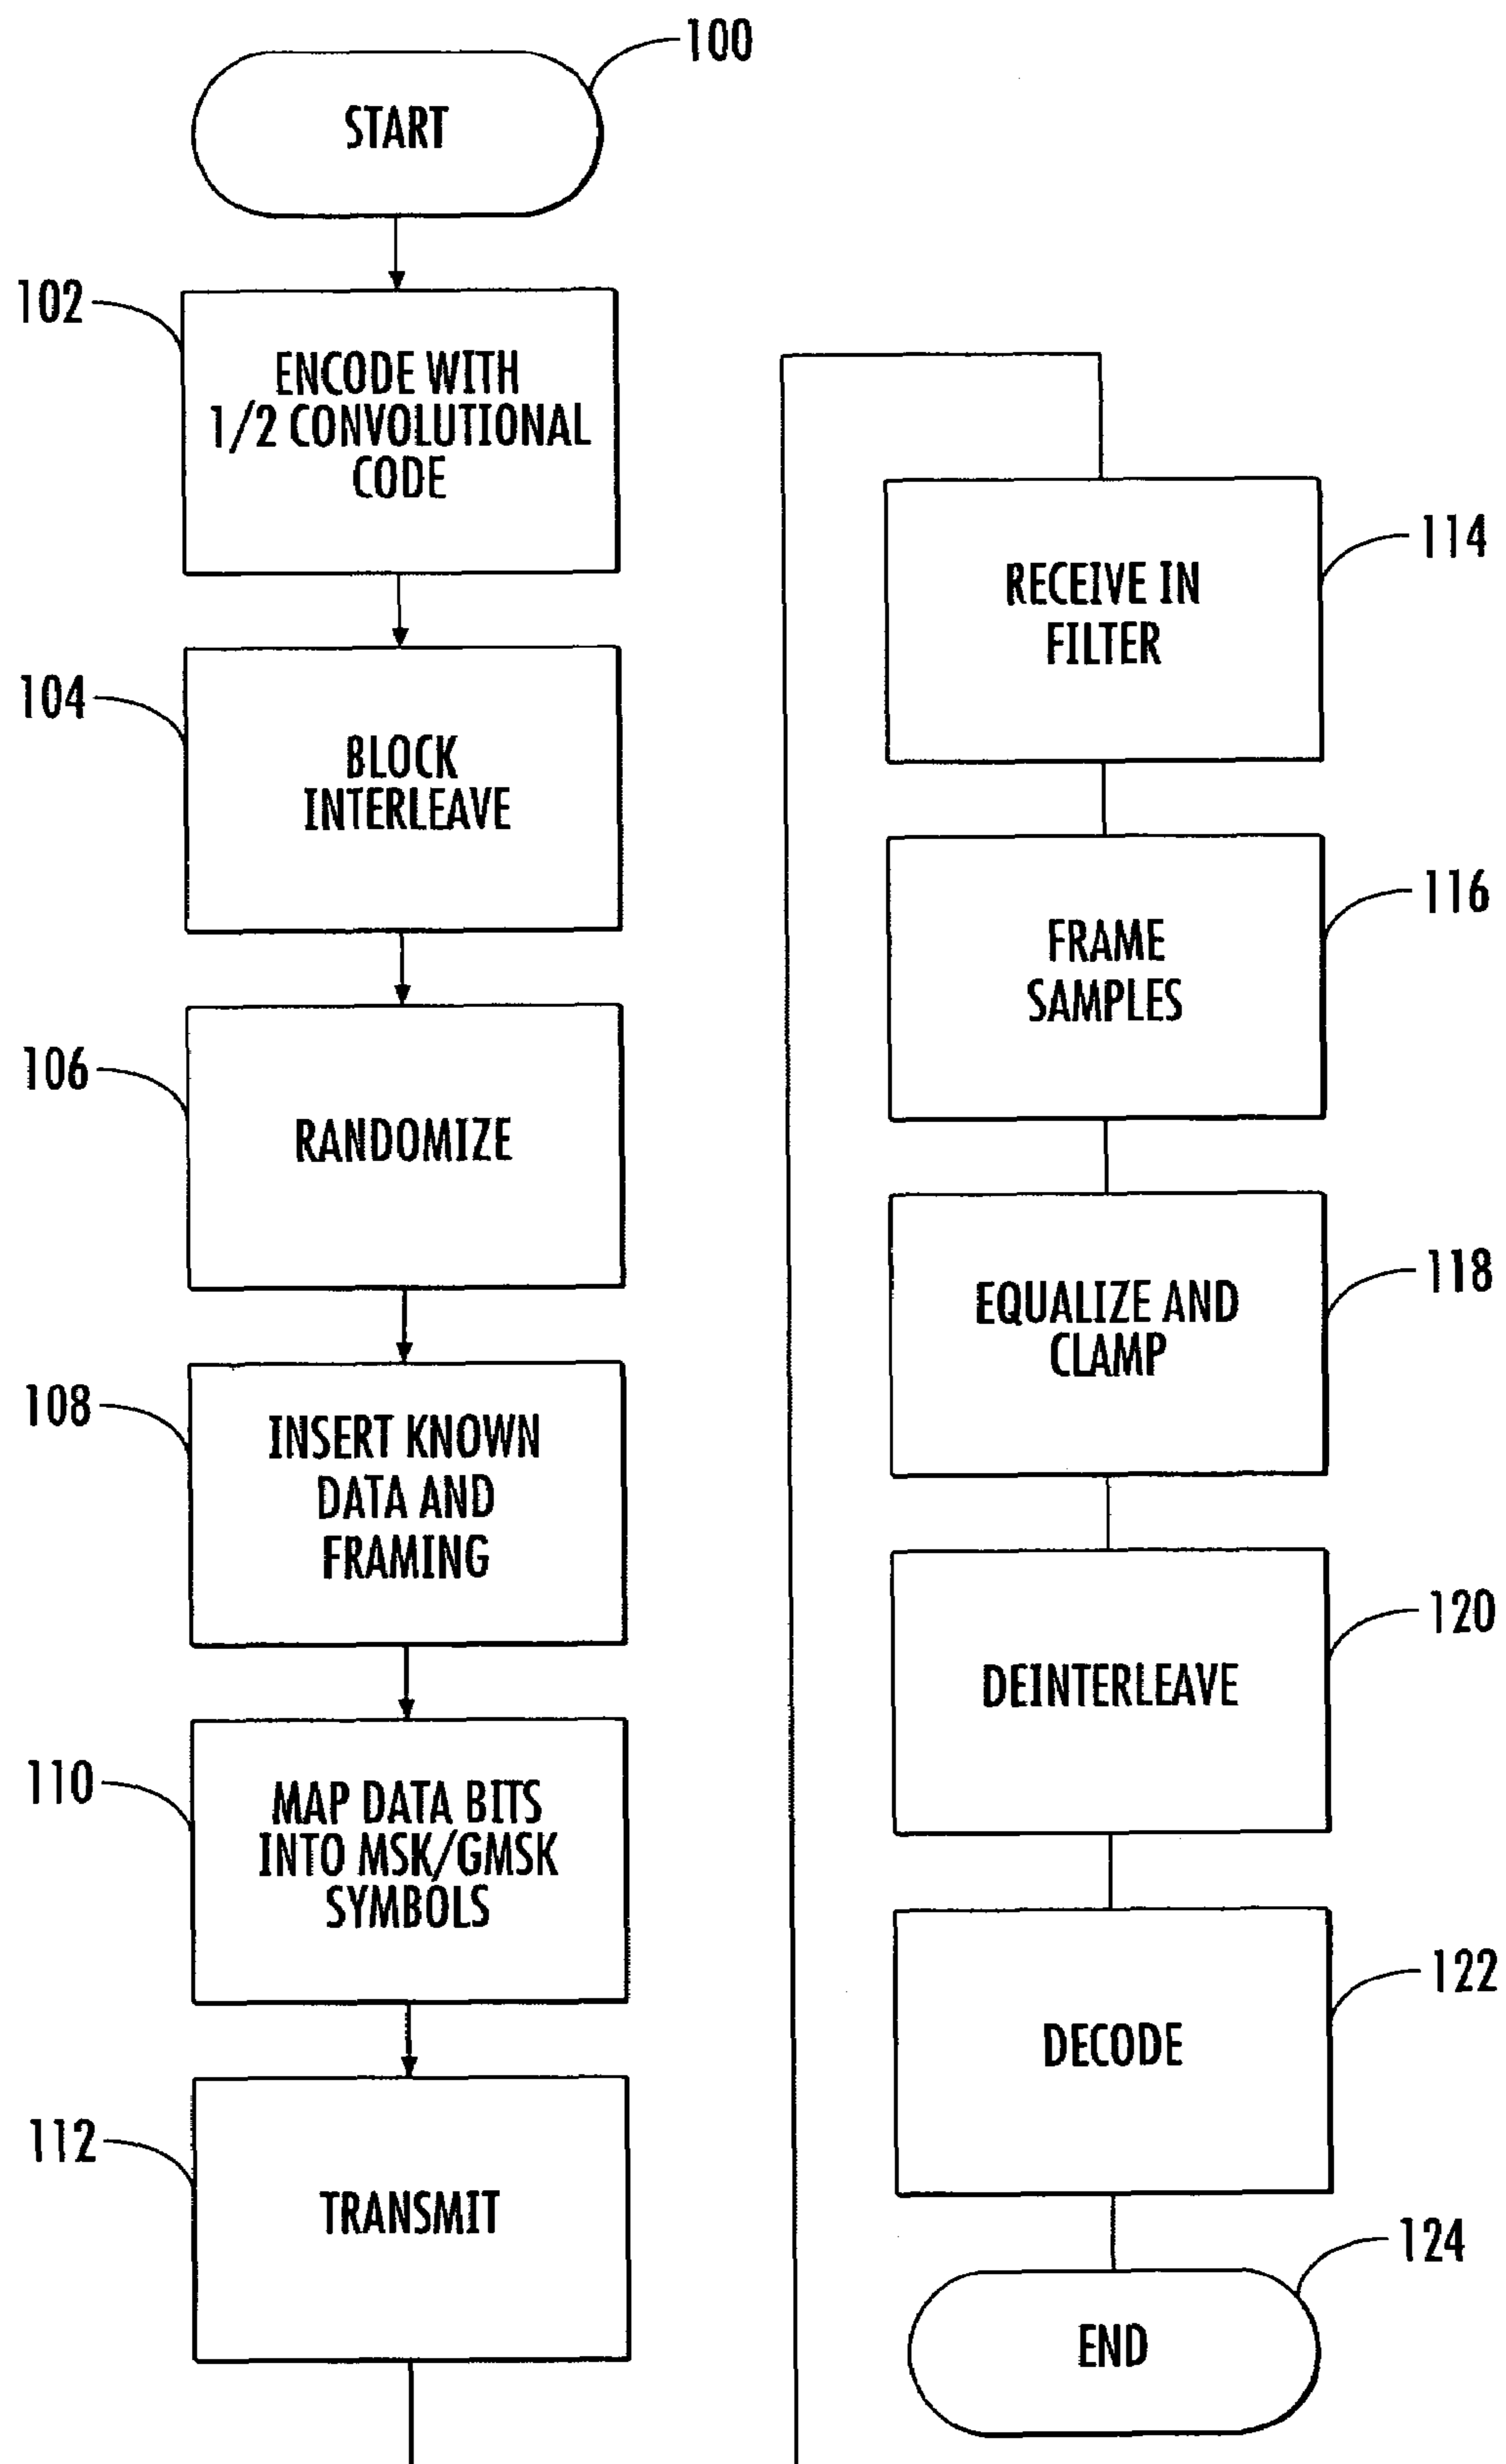 100
START
102
ENCODE WITH
1/2 CONVOLUTIONAL
CODE
104
BLOCK
INTERLEAVE
106
RANDOMIZE
108
INSERT KNOWN
DATA AND
FRAMING
110
MAP DATA BITS
INTO MSK/GMSK
SYMBOLS
112
TRANSMIT
114
RECEIVE IN
FILTER
116
FRAME
SAMPLES
118
EQUALIZE AND
CLAMP
120
DEINTERLEAVE
122
DECODE
124
END